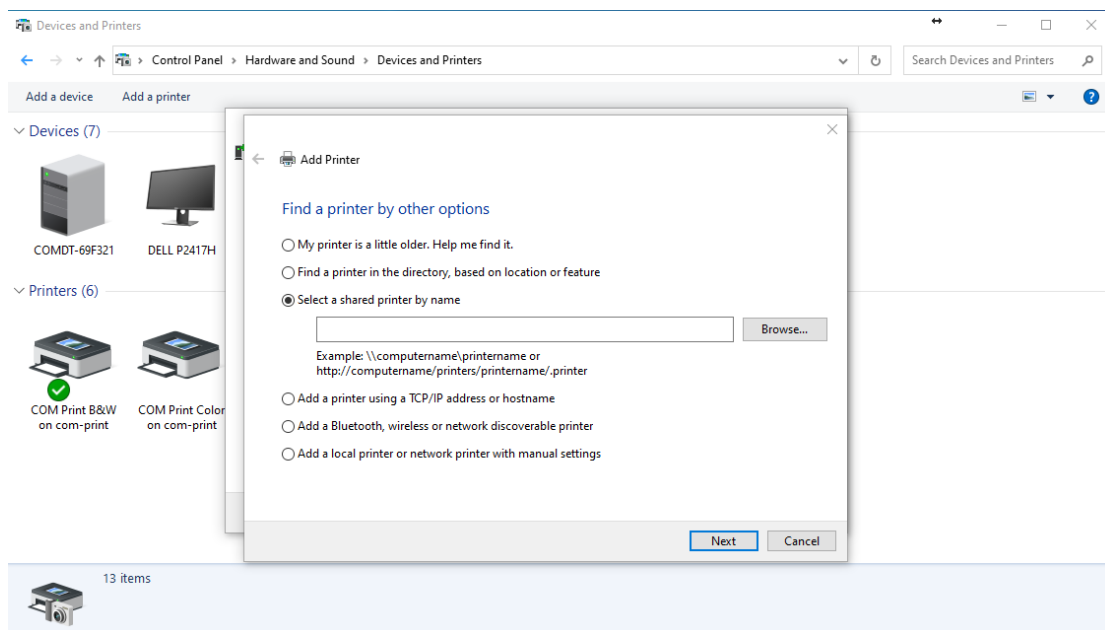 Devices and Printers
Control Panel > Hardware and Sound > Devices and Printers
Search Devices and Printers
Add a device
Add a printer
Devices (7)
COMDT-69F321
DELL P2417H
Printers (6)
COM Print B&W
on com-print
COM Print Color
on com-print
Add Printer
Find a printer by other options
My printer is a little older. Help me find it.
Find a printer in the directory, based on location or feature
Select a shared printer by name
Browse...
Example: \\computername\printername or
http://computername/printers/printername/.printer
Add a printer using a TCP/IP address or hostname
Add a Bluetooth, wireless or network discoverable printer
Add a local printer or network printer with manual settings
Next
Cancel
13 items